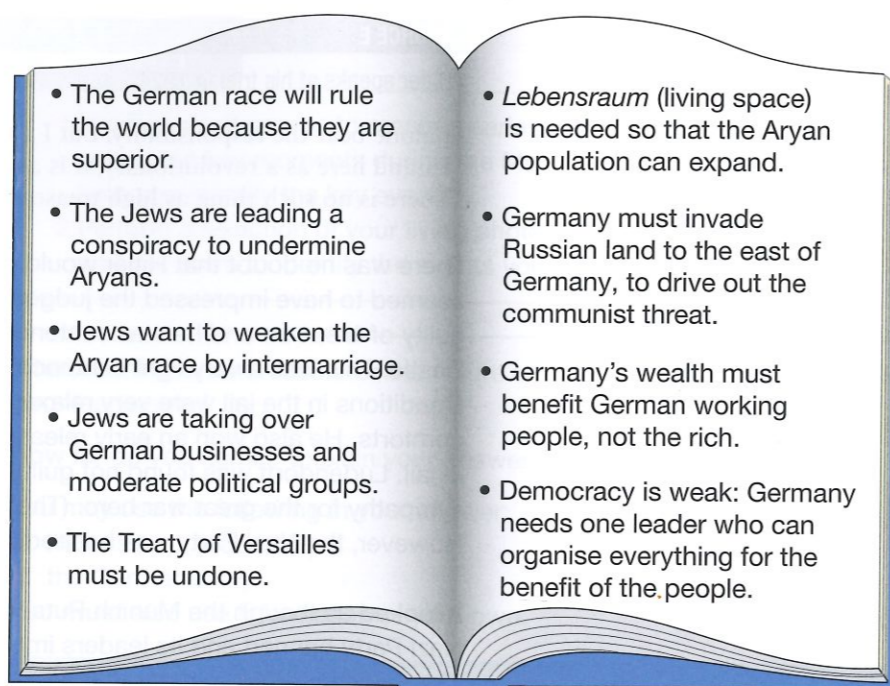 • The German race will rule
the world because they are
superior.
• The Jews are leading a
conspiracy to undermine
Aryans.
• Jews want to weaken the
Aryan race by intermarriage.
• Jews are taking over
German businesses and
moderate political groups.
• The Treaty of Versailles
must be undone.
• Lebensraum (living space)
is needed so that the Aryan
population can expand.
• Germany must invade
Russian land to the east of
Germany, to drive out the
communist threat.
• Germany's wealth must
benefit German working
people, not the rich.
• Democracy is weak: Germany
needs one leader who can
organise everything for the
benefit of the people.